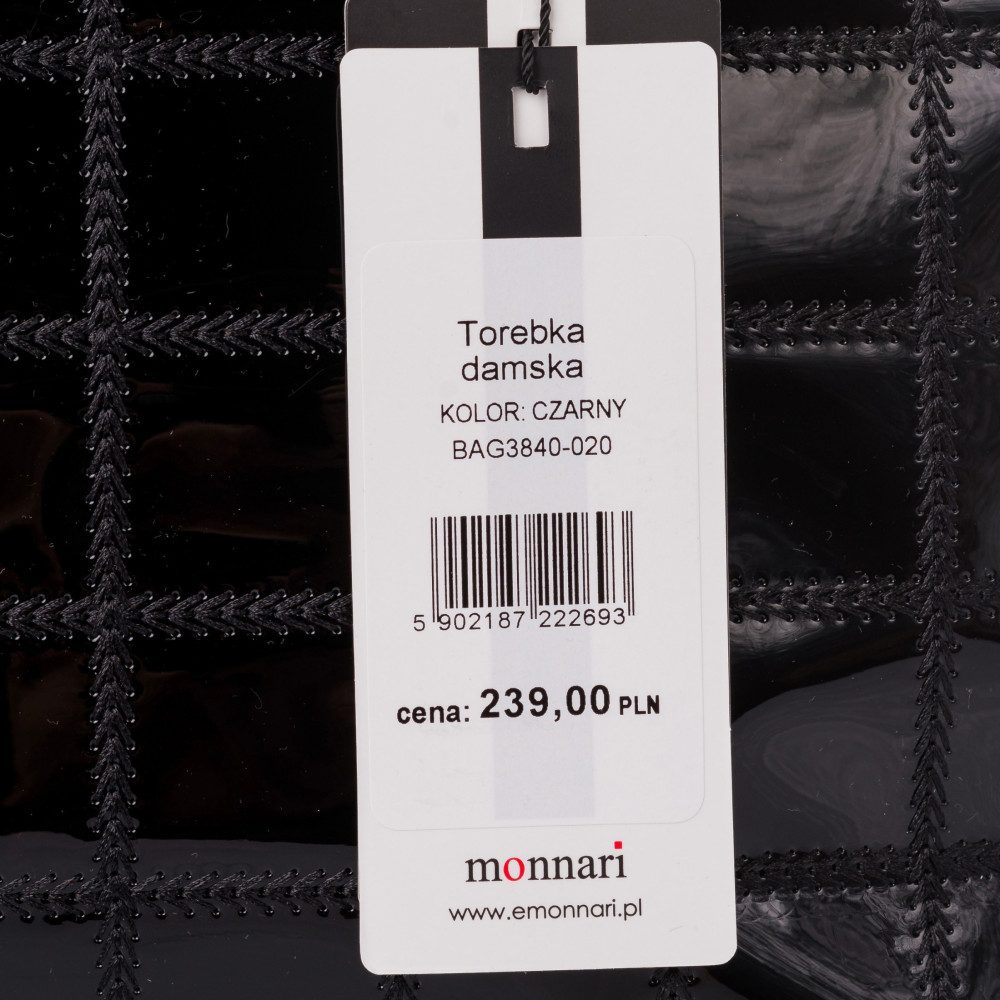 Torebka
damska
KOLOR: CZARNY
BAG3840-020
5 902187 222693
cena: 239,00 PLN
monnari
www.emonnari.pl